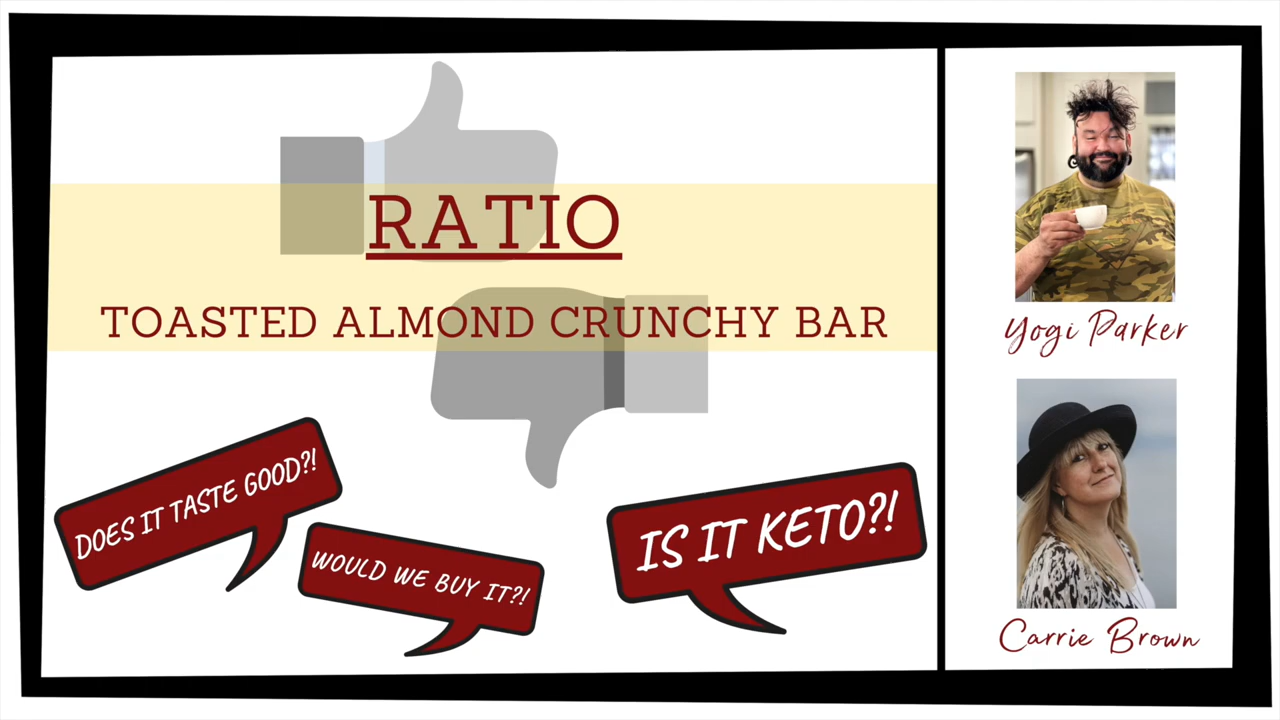 RATIO
TOASTED ALMOND CRUNCHY BAR
DOES IT TASTE GOOD?!
WOULD WE BUY IT?!
IS IT KETO?!
Yogi Parker
Carrie Brown